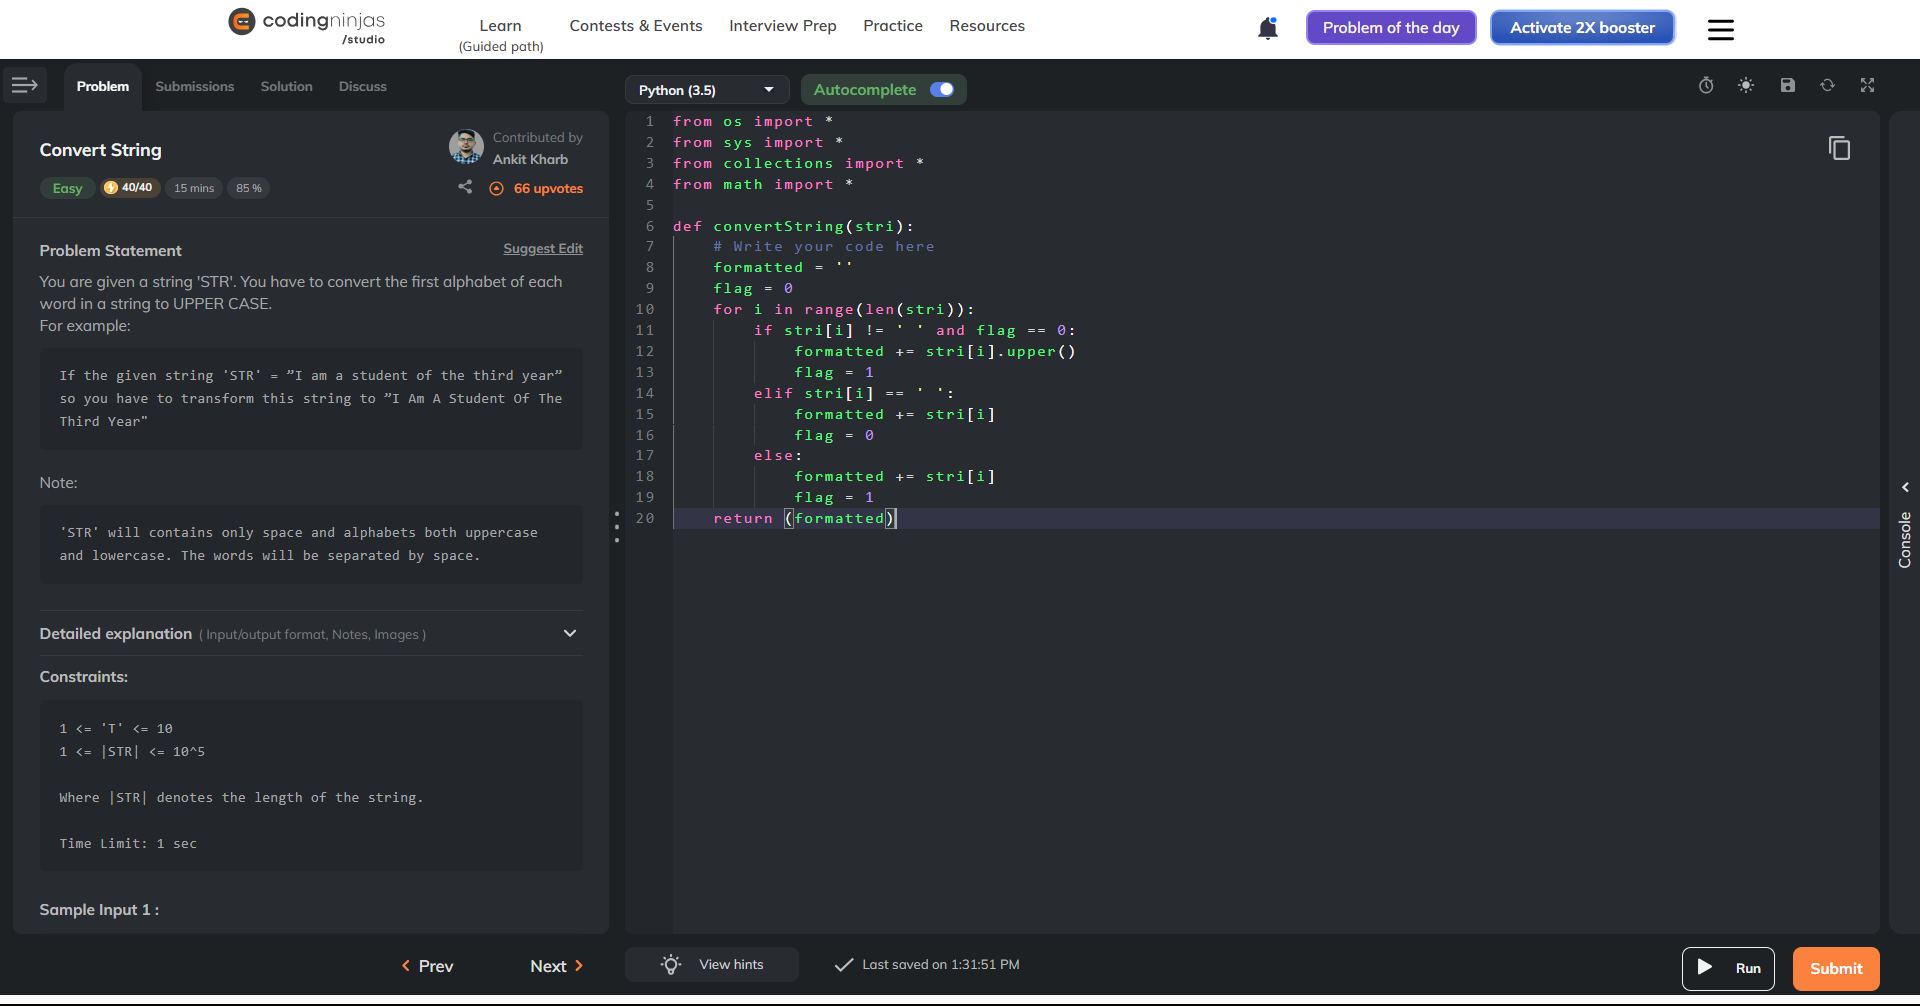 codingninjas
/studio
Learn
(Guided path)
Contests & Events
Interview Prep
Practice
Resources
Problem of the day
Activate 2X booster
Problem
Submissions
Solution
Discuss
Convert String
Contributed by
Ankit Kharb
Easy
40/40
15 mins
85 %
66 upvotes
Problem Statement
Suggest Edit
You are given a string 'STR'. You have to convert the first alphabet of each
word in a string to UPPER CASE.
For example:
If the given string 'STR' = ”I am a student of the third year”
so you have to transform this string to ”I Am A Student Of The
Third Year"
Note:
'STR' will contains only space and alphabets both uppercase
and lowercase. The words will be separated by space.
Detailed explanation ( Input/output format, Notes, Images )
Constraints:
1 <= 'T' <= 10
1 <= |STR| <= 10^5
Where |STR| denotes the length of the string.
Time Limit: 1 sec
Sample Input 1 :
Prev
Next
Python (3.5)
Autocomplete
1 from os import *
2 from sys import *
3 from collections import *
4 from math import *
5
6 def convertString(stri):
7     # Write your code here
8     formatted = ''
9     flag = 0
10     for i in range(len(stri)):
11         if stri[i] != ' ' and flag == 0:
12             formatted += stri[i].upper()
13             flag = 1
14         elif stri[i] == ' ':
15             formatted += stri[i]
16             flag = 0
17         else:
18             formatted += stri[i]
19             flag = 1
20     return (formatted)
Console
View hints
Last saved on 1:31:51 PM
Run
Submit